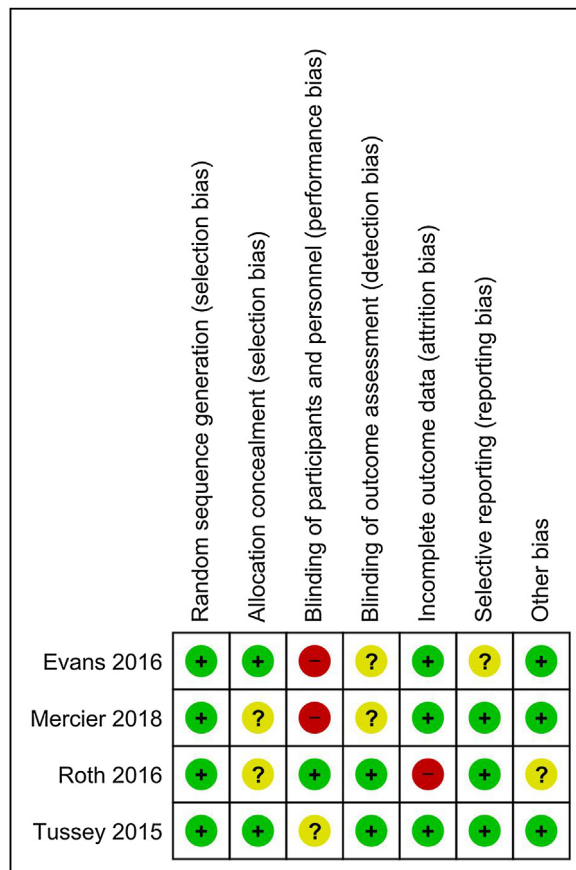 Random sequence generation (selection bias)
Allocation concealment (selection bias)
Blinding of participants and personnel (performance bias)
Blinding of outcome assessment (detection bias)
Incomplete outcome data (attrition bias)
Selective reporting (reporting bias)
Other bias
Evans 2016 + + – ? + ? +
Mercier 2018 + ? – ? + + +
Roth 2016 + ? + + – + ?
Tussey 2015 + + ? + + + +